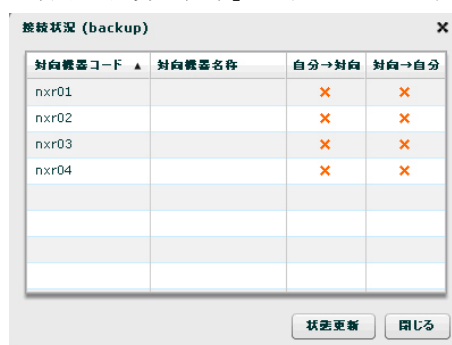 接続状況 (backup)
対向機器コード ▲ 対向機器名称 自分→対向 対向→自分
nxr01 × ×
nxr02 × ×
nxr03 × ×
nxr04 × ×
状態更新 閉じる